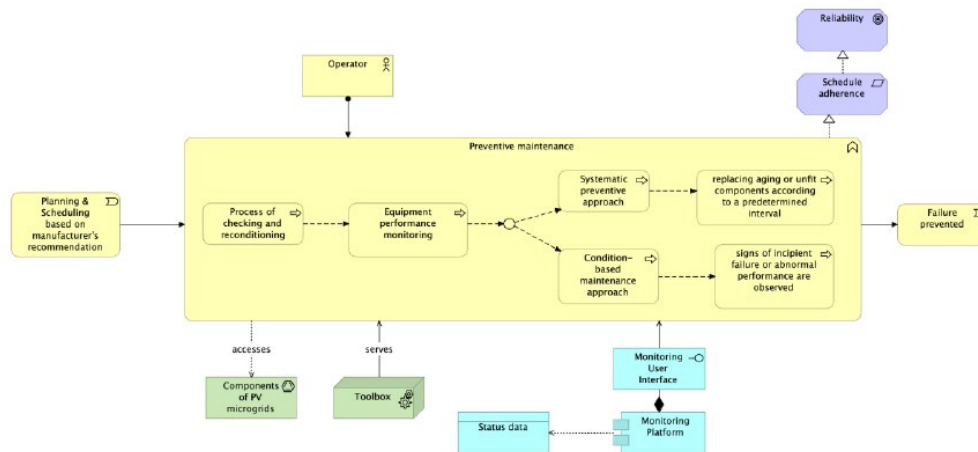 Reliability
Schedule
adherence
Operator
Preventive maintenance
Planning &
Scheduling
based on
manufacturer's
recommendation
Process of
checking and
reconditioning
Equipment
performance
monitoring
Systematic
preventive
approach
replacing aging or unfit
components according
to a predetermined
interval
Condition-
based
maintenance
approach
signs of incipient
failure or abnormal
performance are
observed
Failure
prevented
accesses
serves
Components
of PV
microgrids
Toolbox
Monitoring
User
Interface
Status data
Monitoring
Platform